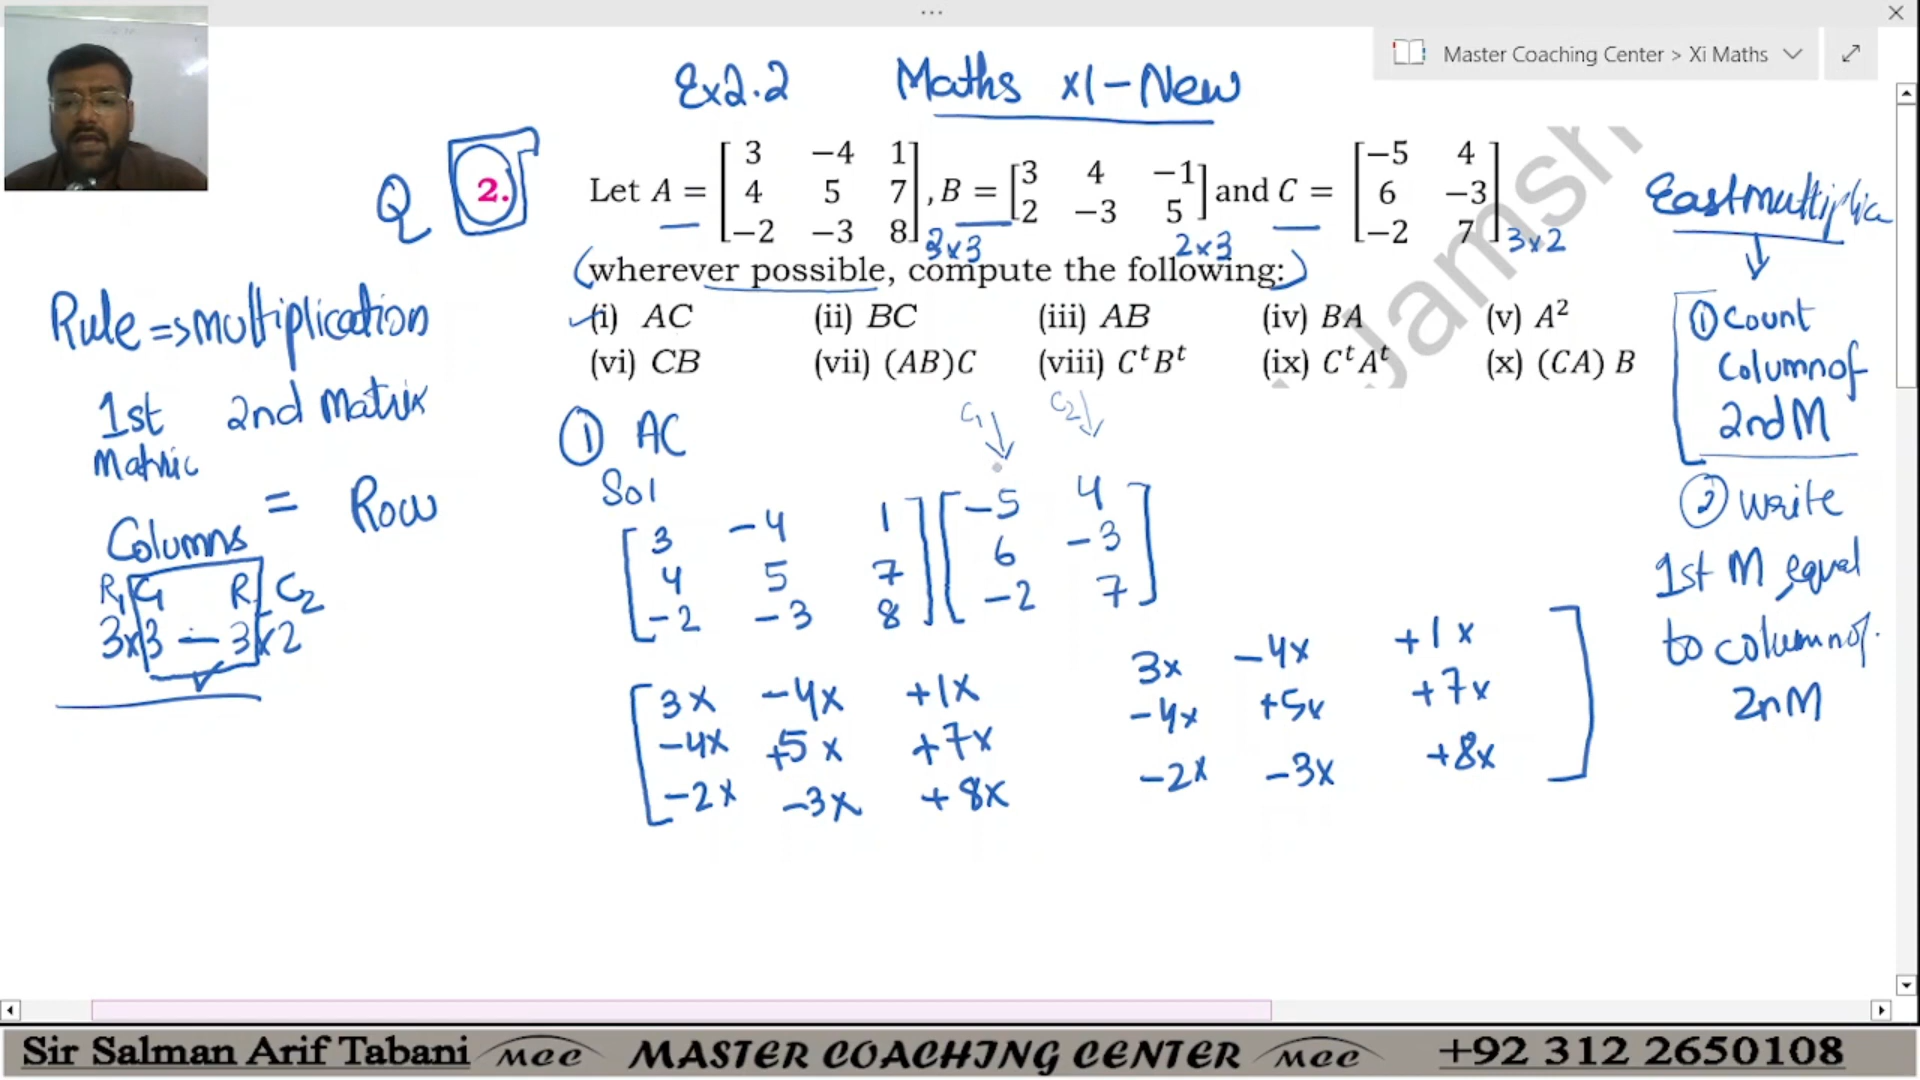 Master Coaching Center > Xi Maths
Ex2.2 Maths XI-New
Q 2. Let A = [3 −4 1], B = [3 4 −1] and C = [−5 4]
[4 5 7] [2 −3 5] [6 −3]
[−2 −3 8] [−2 7]
3x3 2x3 3x2
(wherever possible, compute the following:)
(i) AC (ii) BC (iii) AB (iv) BA (v) A²
(vi) CB (vii) (AB)C (viii) CᵗBᵗ (ix) CᵗAᵗ (x) (CA) B
Jamsh
Rule => multiplication
1st 2nd Matrix
Matric
Columns = Row
R1 C1 R2 C2
3x3 − 3x2
① AC
Sol
C1 C2
[3 −4 1] [−5 4]
[4 5 7] [6 −3]
[−2 −3 8] [−2 7]
[3x −4x +1x 3x −4x +1x]
[−4x +5x +7x −4x +5x +7x]
[−2x −3x +8x −2x −3x +8x]
East multiplica
① Count
Column of
2nd M
② Write
1st M equal
to column of
2n M
Sir Salman Arif Tabani MCC MASTER COACHING CENTER MCC +92 312 2650108